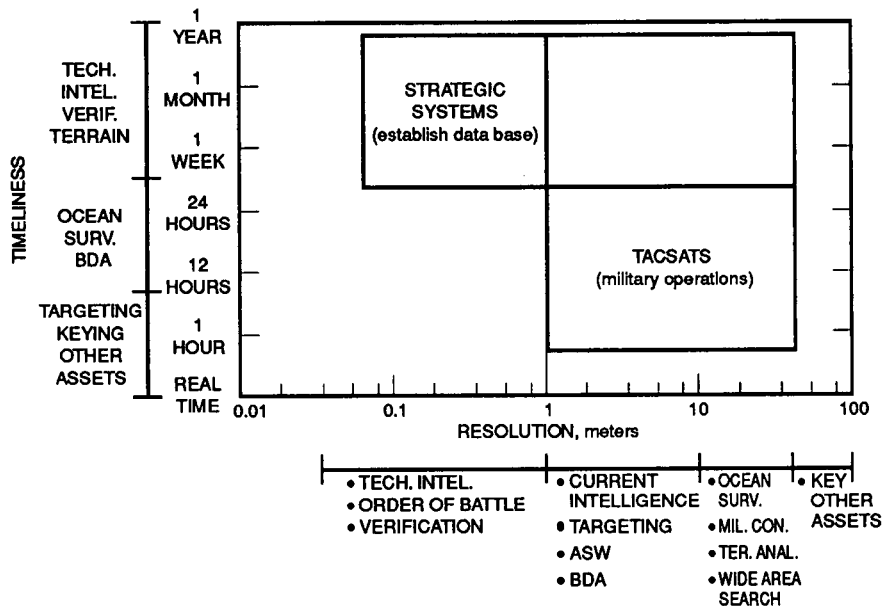 TIMELINESS
TECH.
INTEL.
VERIF.
TERRAIN
OCEAN
SURV.
BDA
TARGETING
KEYING
OTHER
ASSETS
1
YEAR
1
MONTH
1
WEEK
24
HOURS
12
HOURS
1
HOUR
REAL
TIME
STRATEGIC
SYSTEMS
(establish data base)
TACSATS
(military operations)
0.01 0.1 1 10 100
RESOLUTION, meters
• TECH. INTEL.
• ORDER OF BATTLE
• VERIFICATION
• CURRENT
INTELLIGENCE
• TARGETING
• ASW
• BDA
• OCEAN
SURV.
• MIL. CON.
• TER. ANAL.
• WIDE AREA
SEARCH
• KEY
OTHER
ASSETS